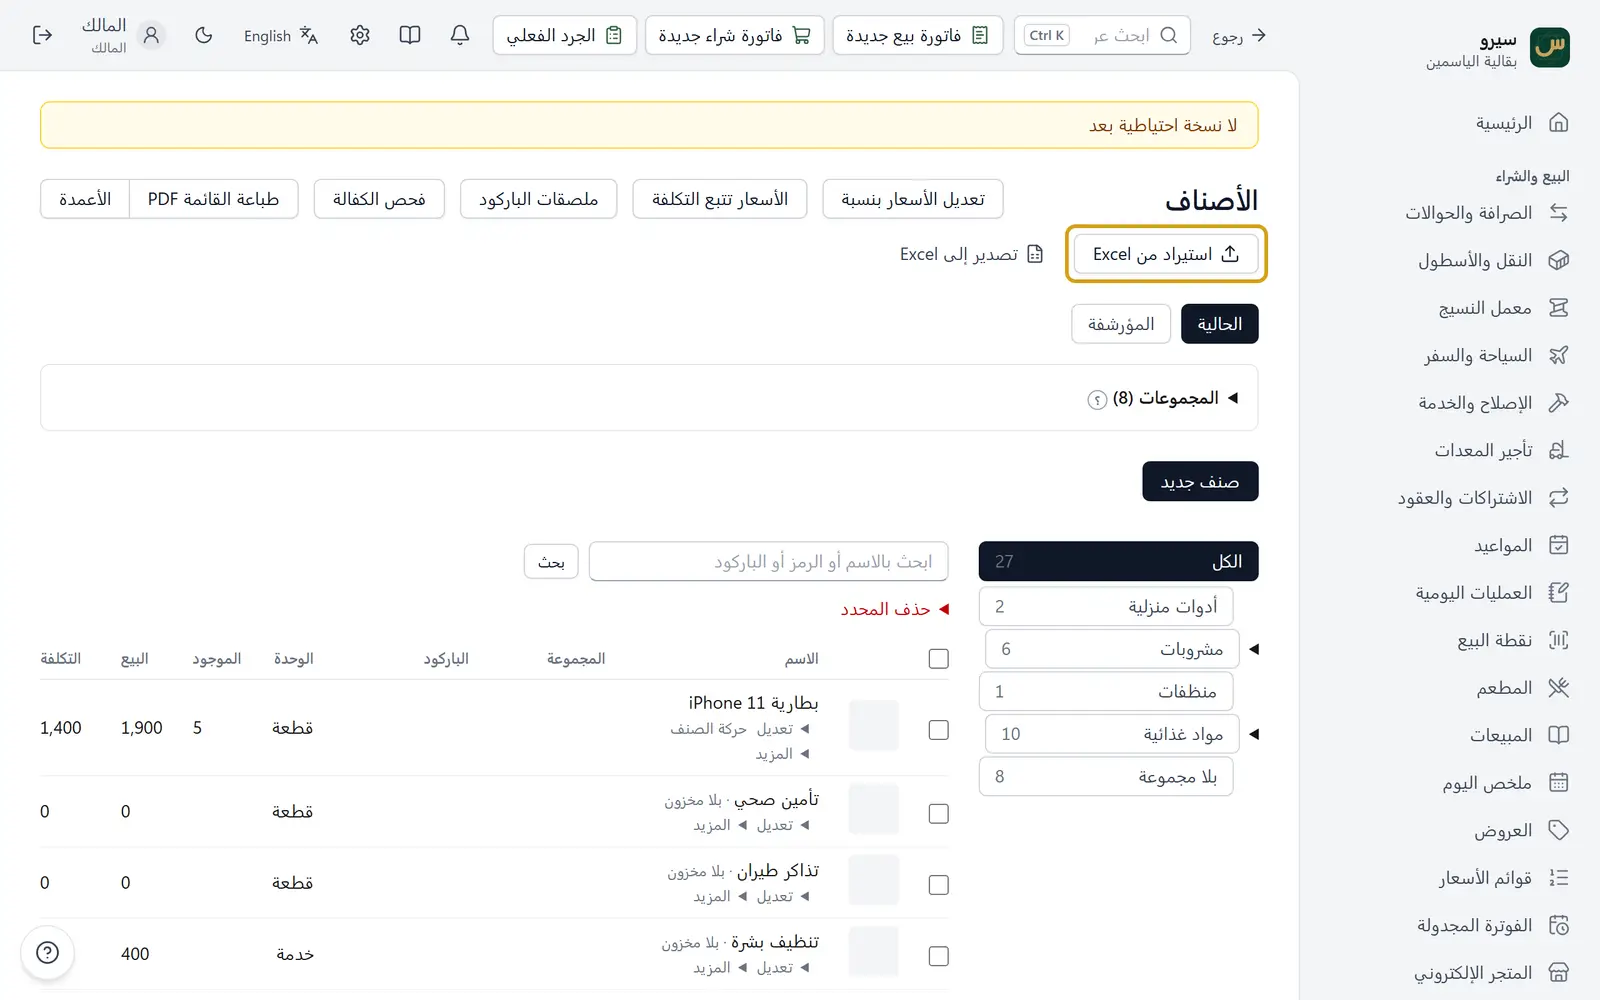 سيرو
بقالية الياسمين
رجوع
ابحث عن
Ctrl K
فاتورة بيع جديدة
فاتورة شراء جديدة
الجرد الفعلي
English
المالك
المالك
الرئيسية
البيع والشراء
الصرافة والحوالات
النقل والأسطول
معمل النسيج
السياحة والسفر
الإصلاح والخدمة
تأجير المعدات
الاشتراكات والعقود
المواعيد
العمليات اليومية
نقطة البيع
المطعم
المبيعات
ملخص اليوم
العروض
قوائم الأسعار
الفوترة المجدولة
المتجر الإلكتروني
لا نسخة احتياطية بعد
الأصناف
تعديل الأسعار بنسبة
الأسعار تتبع التكلفة
ملصقات الباركود
فحص الكفالة
طباعة القائمة PDF
الأعمدة
استيراد من Excel
تصدير إلى Excel
الحالية
المؤرشفة
المجموعات (8) ؟
صنف جديد
الكل 27
أدوات منزلية 2
مشروبات 6
منظفات 1
مواد غذائية 10
بلا مجموعة 8
ابحث بالاسم أو الرمز أو الباركود
بحث
حذف المحدد
الاسم المجموعة الباركود الوحدة الموجود البيع التكلفة
بطارية iPhone 11
تعديل حركة الصنف
المزيد
قطعة 5 1,900 1,400
تأمين صحي · بلا مخزون
تعديل المزيد
قطعة 0 0
تذاكر طيران · بلا مخزون
تعديل المزيد
قطعة 0 0
تنظيف بشرة · بلا مخزون
تعديل المزيد
خدمة 400